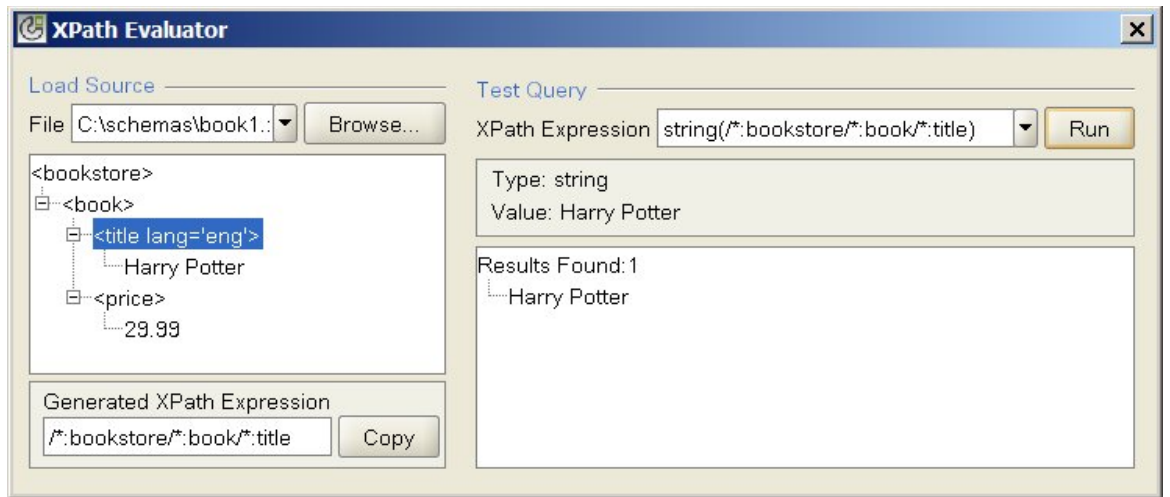 XPath Evaluator
Load Source
File C:\schemas\book1.: Browse...
<bookstore>
<book>
<title lang='eng'>
Harry Potter
<price>
29.99
Generated XPath Expression
/*:bookstore/*:book/*:title Copy
Test Query
XPath Expression string(/*:bookstore/*:book/*:title) Run
Type: string
Value: Harry Potter
Results Found:1
Harry Potter